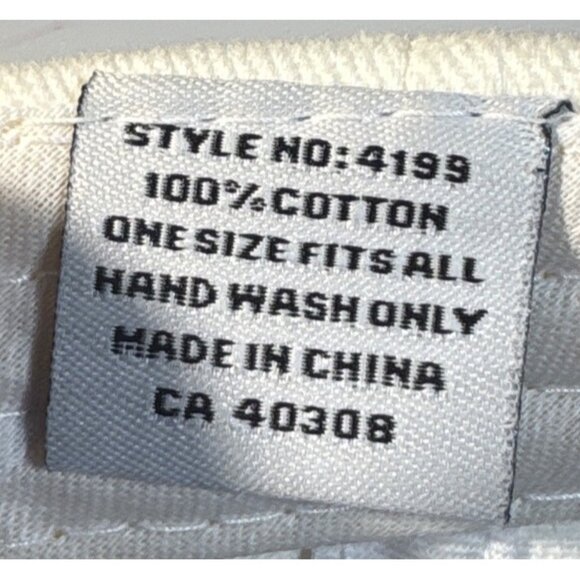 STYLE NO: 4199
100% COTTON
ONE SIZE FITS ALL
HAND WASH ONLY
MADE IN CHINA
CA 40308